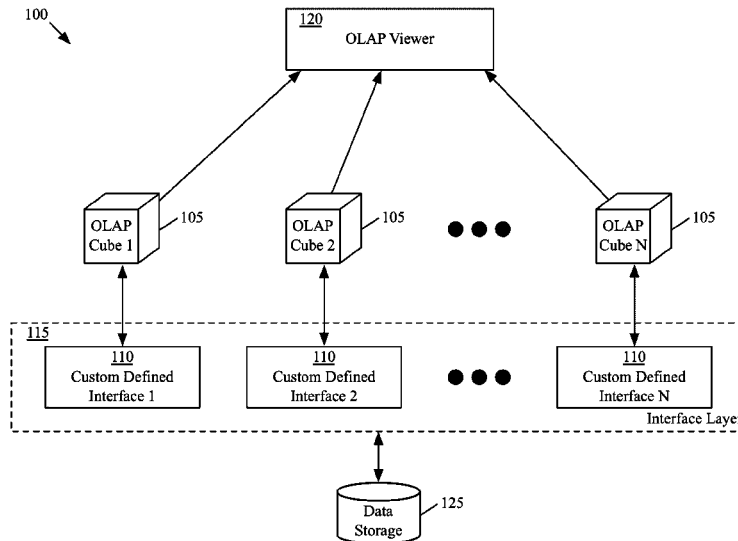 100
120
OLAP Viewer
OLAP
Cube 1
105
OLAP
Cube 2
105
OLAP
Cube N
105
115
110
Custom Defined
Interface 1
110
Custom Defined
Interface 2
110
Custom Defined
Interface N
Interface Laye
Data
Storage
125